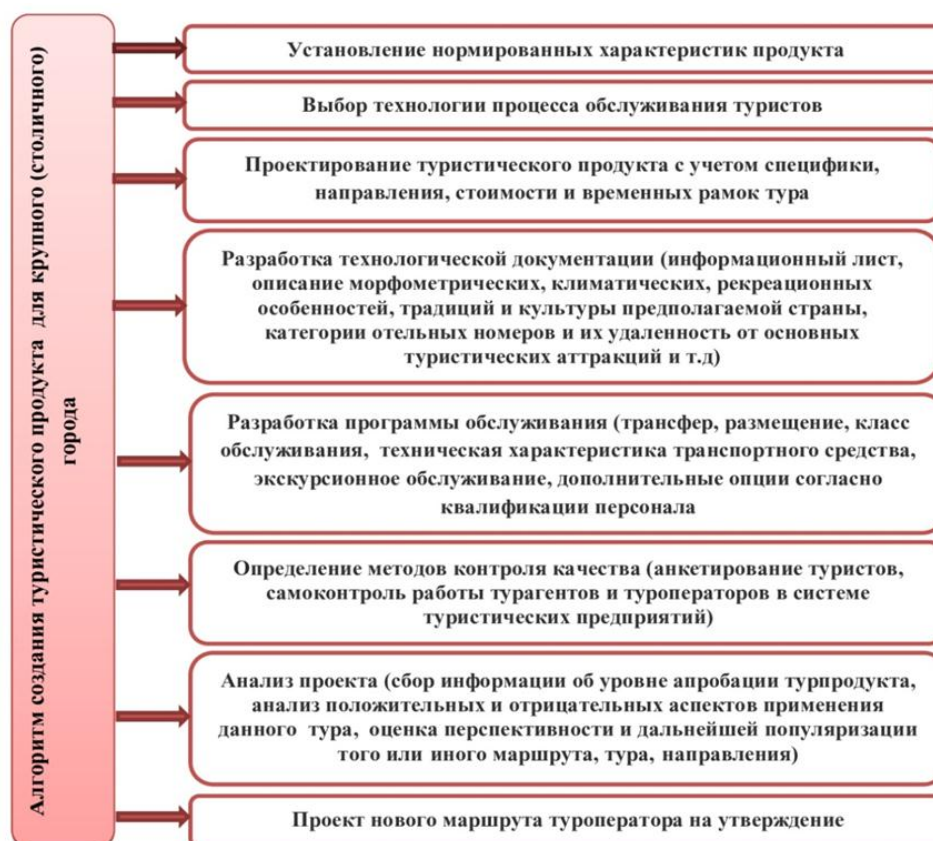 Алгоритм создания туристического продукта для крупного (столичного)
города
Установление нормированных характеристик продукта
Выбор технологии процесса обслуживания туристов
Проектирование туристического продукта с учетом специфики,
направления, стоимости и временных рамок тура
Разработка технологической документации (информационный лист,
описание морфометрических, климатических, рекреационных
особенностей, традиций и культуры предполагаемой страны,
категории отельных номеров и их удаленность от основных
туристических аттракций и т.д)
Разработка программы обслуживания (трансфер, размещение, класс
обслуживания, техническая характеристика транспортного средства,
экскурсионное обслуживание, дополнительные опции согласно
квалификации персонала
Определение методов контроля качества (анкетирование туристов,
самоконтроль работы турагентов и туроператоров в системе
туристических предприятий)
Анализ проекта (сбор информации об уровне апробации турпродукта,
анализ положительных и отрицательных аспектов применения
данного тура, оценка перспективности и дальнейшей популяризации
того или иного маршрута, тура, направления)
Проект нового маршрута туроператора на утверждение